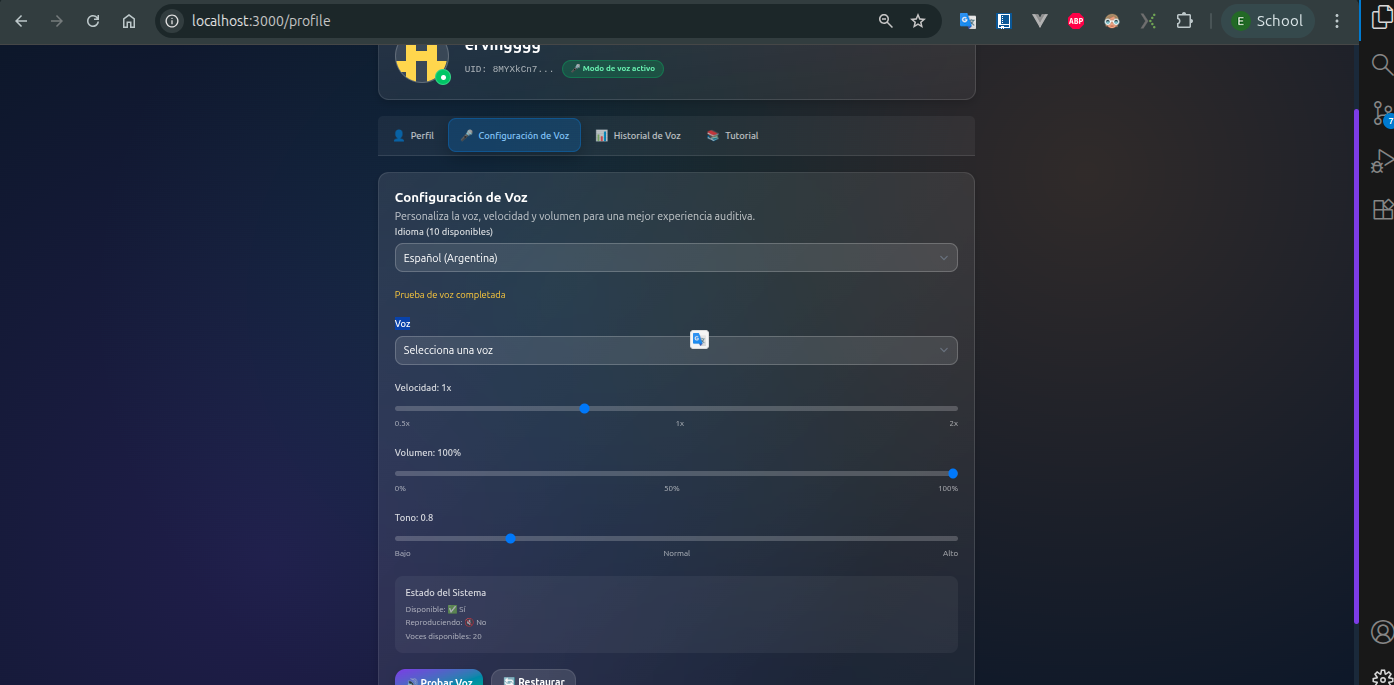 localhost:3000/profile
ABP
E School
ervingggg
UID: 8MYXkCn7... 🎤 Modo de voz activo
👤 Perfil 🎤 Configuración de Voz 📊 Historial de Voz 📚 Tutorial
7
Configuración de Voz
Personaliza la voz, velocidad y volumen para una mejor experiencia auditiva.
Idioma (10 disponibles)
Español (Argentina)
Prueba de voz completada
Voz
Selecciona una voz
Velocidad: 1x
0.5x 1x 2x
Volumen: 100%
0% 50% 100%
Tono: 0.8
Bajo Normal Alto
Estado del Sistema
Disponible: ✅ Sí
Reproduciendo: 🔇 No
Voces disponibles: 20
🔊 Probar Voz 🔄 Restaurar